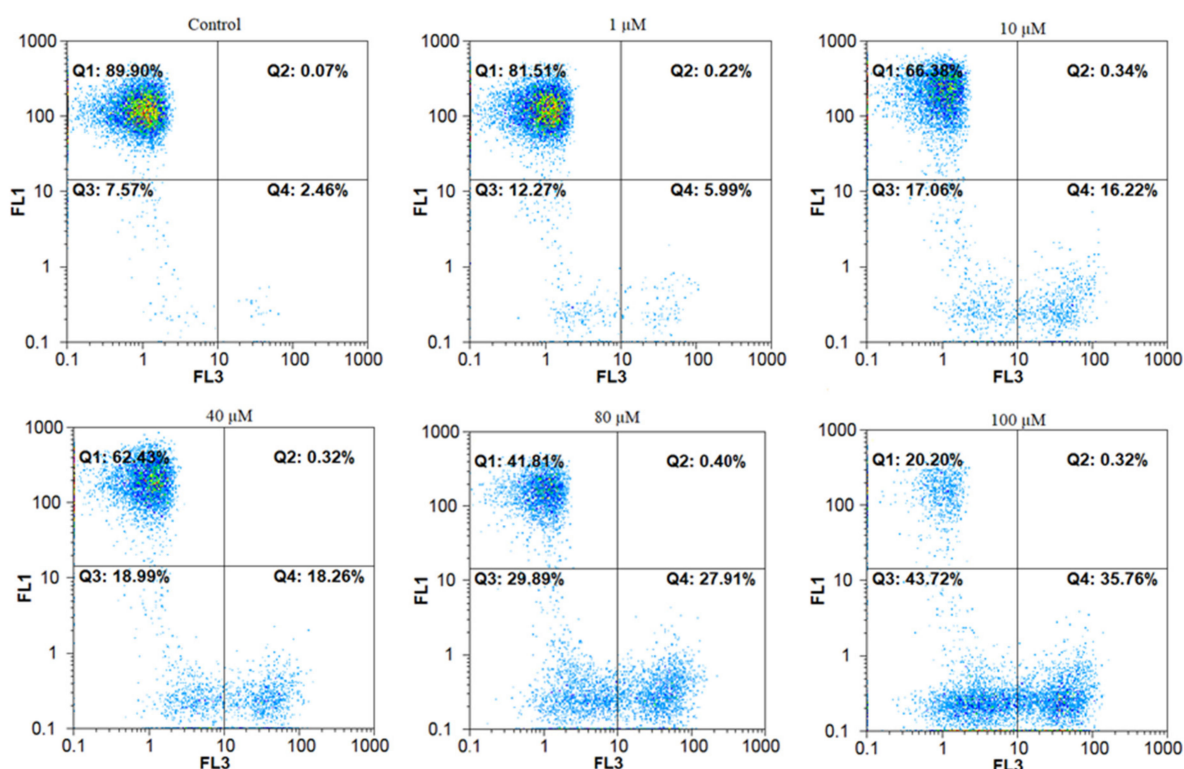 Control
1000
Q1: 89.90%
Q2: 0.07%
100
10
Q3: 7.57%
Q4: 2.46%
1
0.1
0.1 1 10 100 1000
FL1
FL3
1 µM
1000
Q1: 81.51%
Q2: 0.22%
100
10
Q3: 12.27%
Q4: 5.99%
1
0.1
0.1 1 10 100 1000
FL1
FL3
10 µM
1000
Q1: 66.38%
Q2: 0.34%
100
10
Q3: 17.06%
Q4: 16.22%
1
0.1
0.1 1 10 100 1000
FL1
FL3
40 µM
1000
Q1: 62.43%
Q2: 0.32%
100
10
Q3: 18.99%
Q4: 18.26%
1
0.1
0.1 1 10 100 1000
FL1
FL3
80 µM
1000
Q1: 41.81%
Q2: 0.40%
100
10
Q3: 29.89%
Q4: 27.91%
1
0.1
0.1 1 10 100 1000
FL1
FL3
100 µM
1000
Q1: 20.20%
Q2: 0.32%
100
10
Q3: 43.72%
Q4: 35.76%
1
0.1
0.1 1 10 100 1000
FL1
FL3